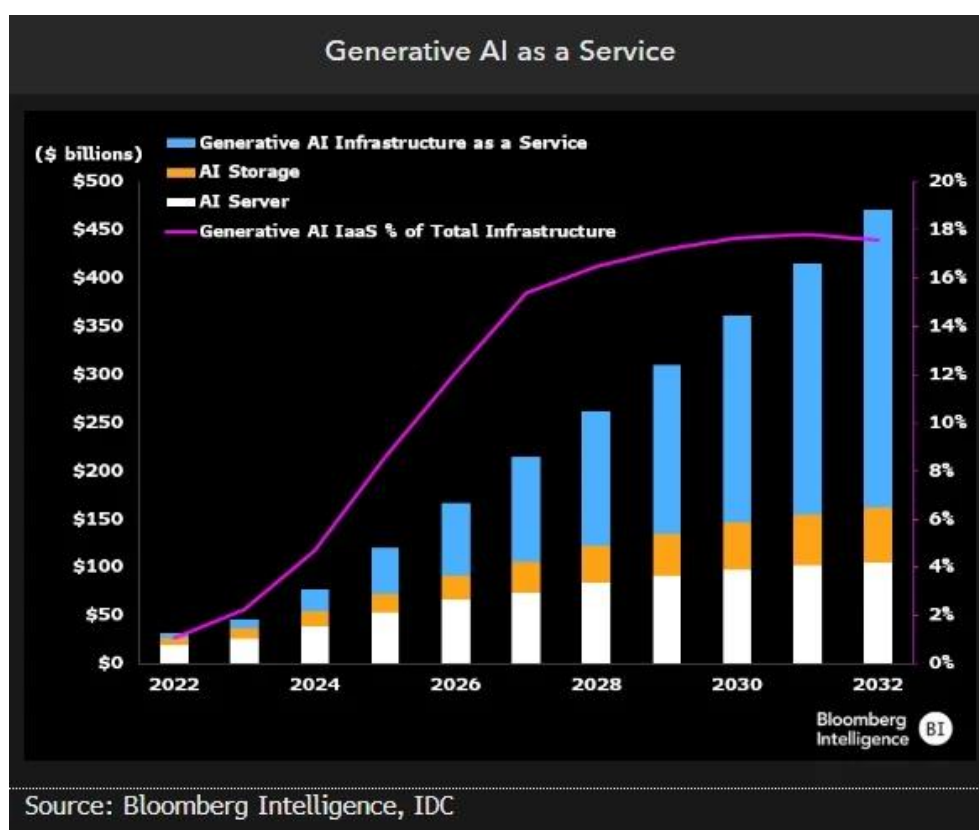 Generative AI as a Service
($ billions)
Generative AI Infrastructure as a Service
AI Storage
AI Server
Generative AI IaaS % of Total Infrastructure
$500
$450
$400
$350
$300
$250
$200
$150
$100
$50
$0
20%
18%
16%
14%
12%
10%
8%
6%
4%
2%
0%
2022
2024
2026
2028
2030
2032
Bloomberg
Intelligence
BI
Source: Bloomberg Intelligence, IDC